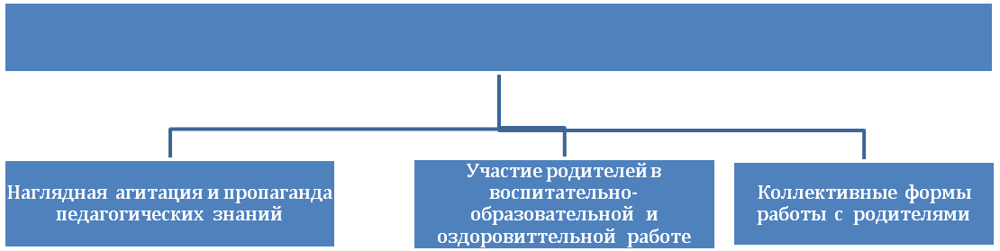 Наглядная агитация и пропаганда
педагогических знаний
Участие родителей в
воспитательно-
образовательной и
оздоровиттельной работе
Коллективные формы
работы с родителями